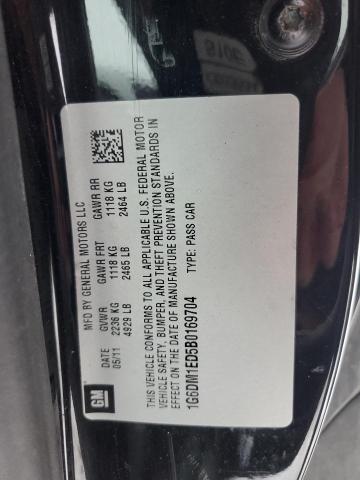 GM
MFD BY GENERAL MOTORS LLC
DATE GVWR GAWR FRT GAWR RR
05/11 2236 KG 1118 KG 1118 KG
4929 LB 2465 LB 2464 LB
THIS VEHICLE CONFORMS TO ALL APPLICABLE U.S. FEDERAL MOTOR
VEHICLE SAFETY, BUMPER, AND THEFT PREVENTION STANDARDS IN
EFFECT ON THE DATE OF MANUFACTURE SHOWN ABOVE.
1G6DM1ED5B0169704 TYPE: PASS CAR